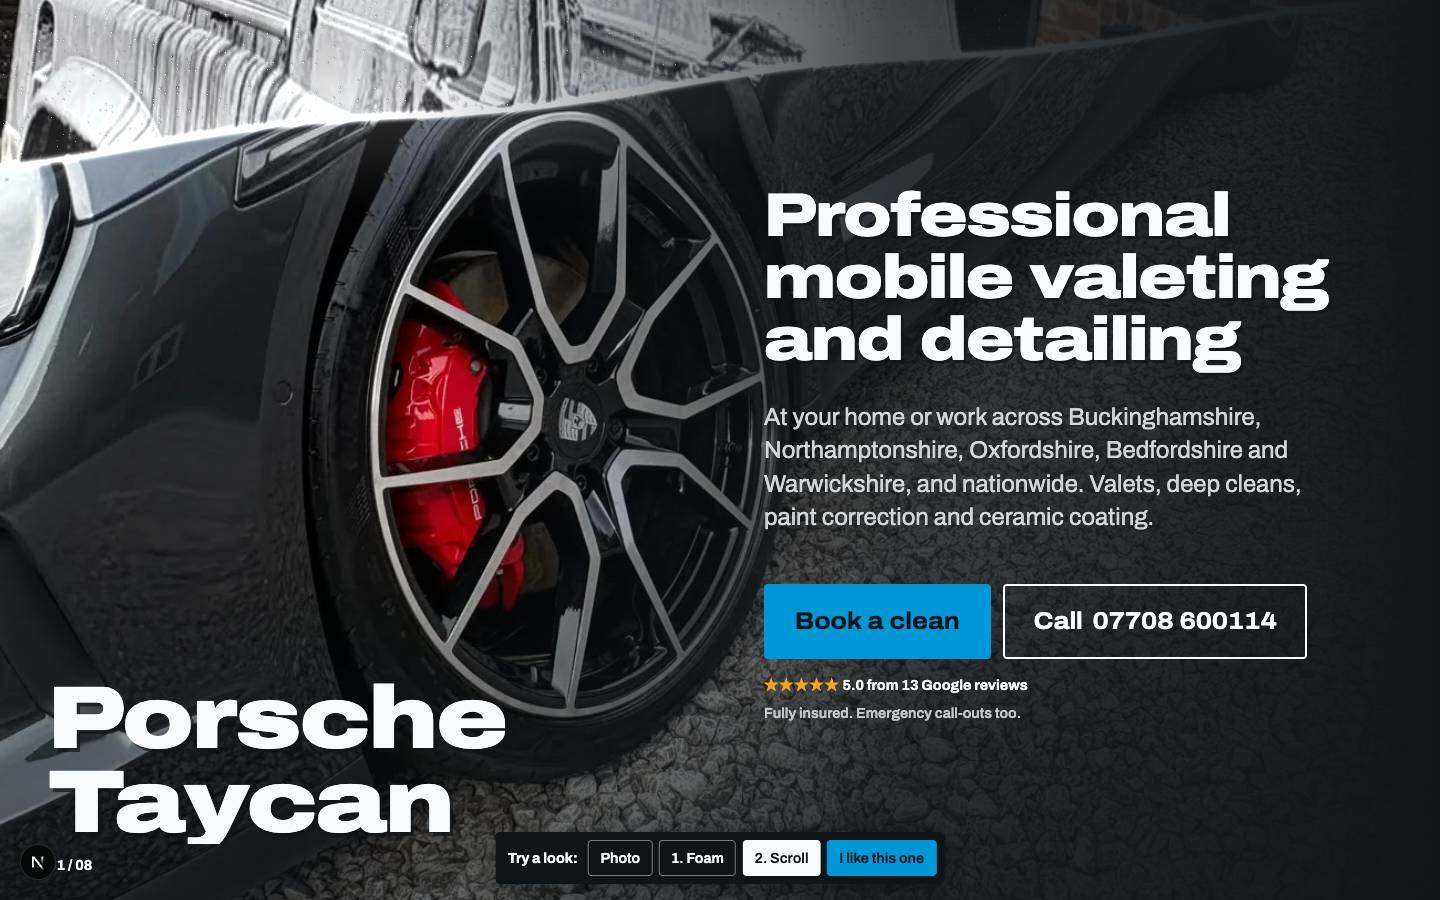 Professional
mobile valeting
and detailing
At your home or work across Buckinghamshire,
Northamptonshire, Oxfordshire, Bedfordshire and
Warwickshire, and nationwide. Valets, deep cleans,
paint correction and ceramic coating.
Book a clean
Call 07708 600114
★★★★★ 5.0 from 13 Google reviews
Fully insured. Emergency call-outs too.
Porsche
Taycan
N
1 / 08
Try a look:
Photo
1. Foam
2. Scroll
I like this one